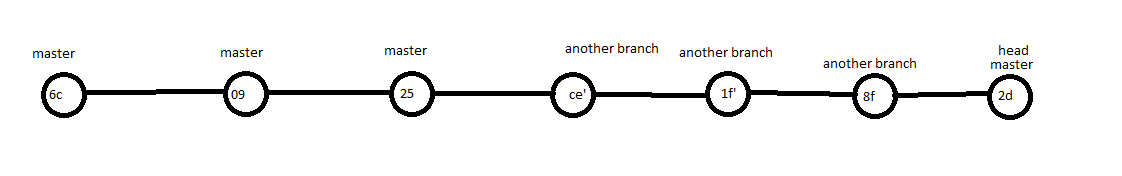 master
master
master
another branch
another branch
another branch
head
master
6c
09
25
ce'
1f'
8f
2d